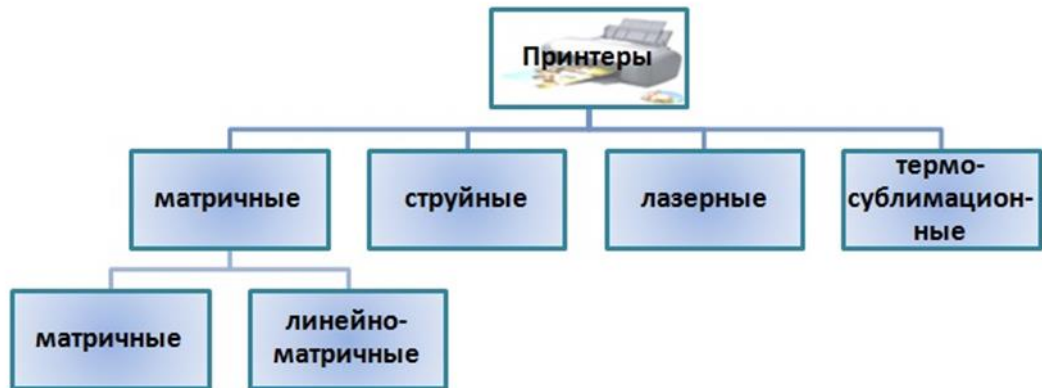 Принтеры
матричные
струйные
лазерные
термо-
сублимацион-
ные
матричные
линейно-
матричные